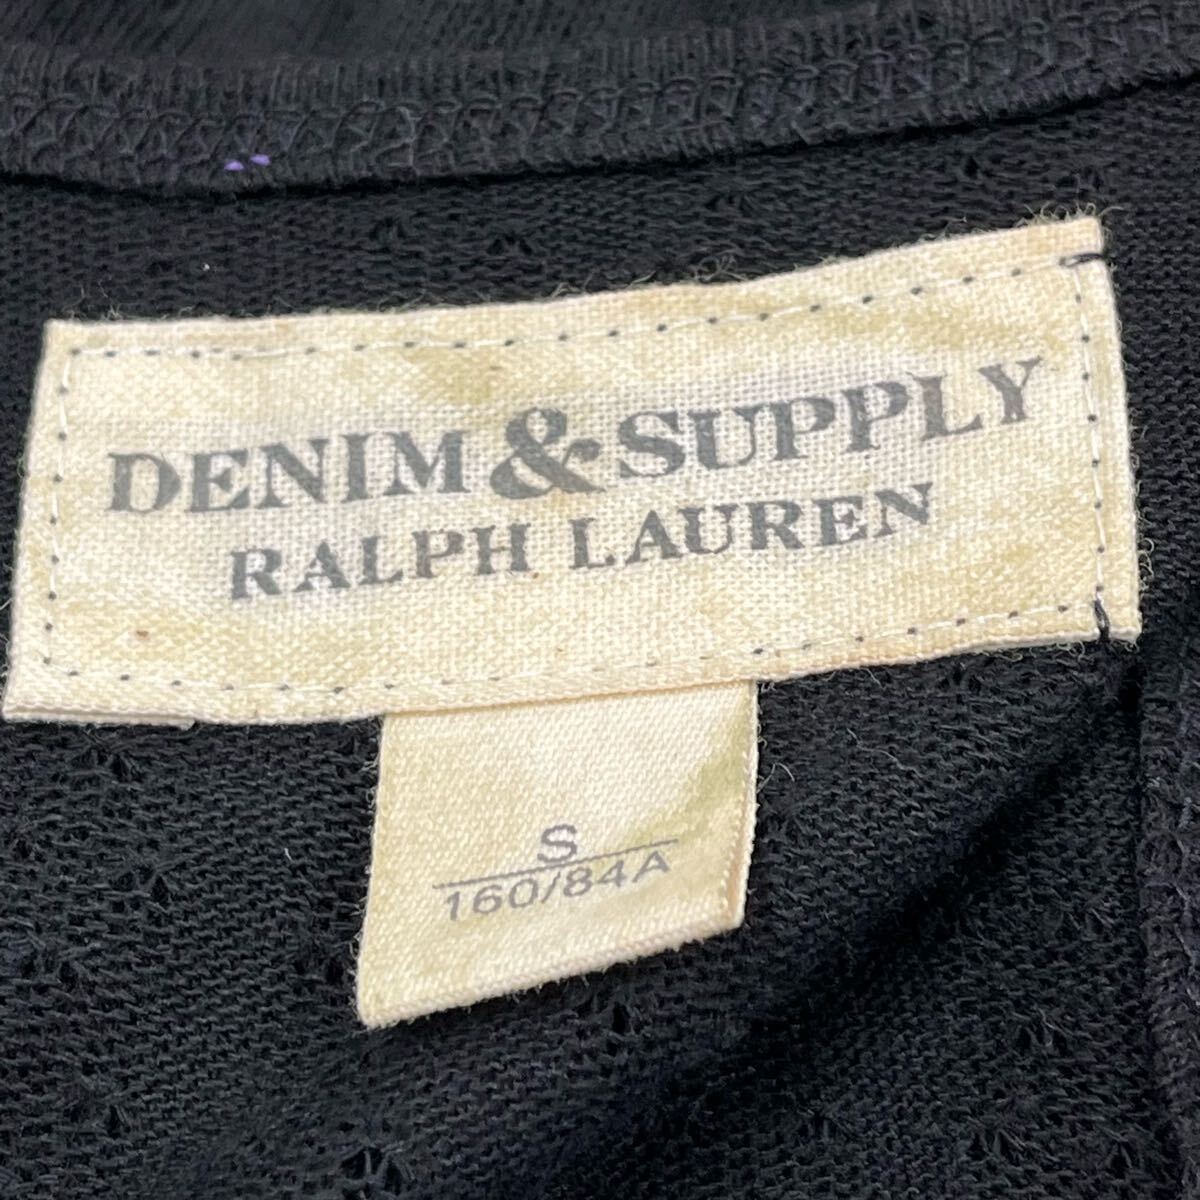 DENIM & SUPPLY
RALPH LAUREN
S
160/84A